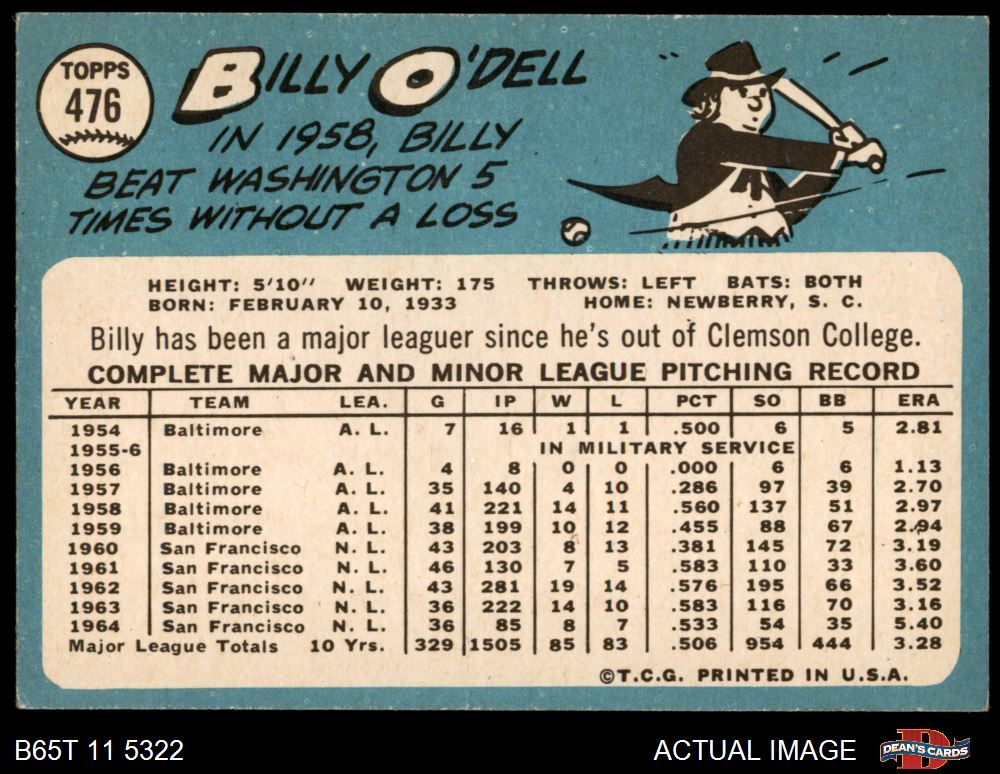 TOPPS
476
BILLY O'DELL
IN 1958, BILLY
BEAT WASHINGTON 5
TIMES WITHOUT A LOSS
HEIGHT: 5'10" WEIGHT: 175 THROWS: LEFT BATS: BOTH
BORN: FEBRUARY 10, 1933 HOME: NEWBERRY, S. C.
Billy has been a major leaguer since he's out of Clemson College.
COMPLETE MAJOR AND MINOR LEAGUE PITCHING RECORD
YEAR TEAM LEA. G IP W L PCT SO BB ERA
1954 Baltimore A. L. 7 16 1 1 .500 6 5 2.81
1955-6 IN MILITARY SERVICE
1956 Baltimore A. L. 4 8 0 0 .000 6 6 1.13
1957 Baltimore A. L. 35 140 4 10 .286 97 39 2.70
1958 Baltimore A. L. 41 221 14 11 .560 137 51 2.97
1959 Baltimore A. L. 38 199 10 12 .455 88 67 2.94
1960 San Francisco N. L. 43 203 8 13 .381 145 72 3.19
1961 San Francisco N. L. 46 130 7 5 .583 110 33 3.60
1962 San Francisco N. L. 43 281 19 14 .576 195 66 3.52
1963 San Francisco N. L. 36 222 14 10 .583 116 70 3.16
1964 San Francisco N. L. 36 85 8 7 .533 54 35 5.40
Major League Totals 10 Yrs. 329 1505 85 83 .506 954 444 3.28
©T.C.G. PRINTED IN U.S.A.
B65T 11 5322 ACTUAL IMAGE
DEAN'S CARDS